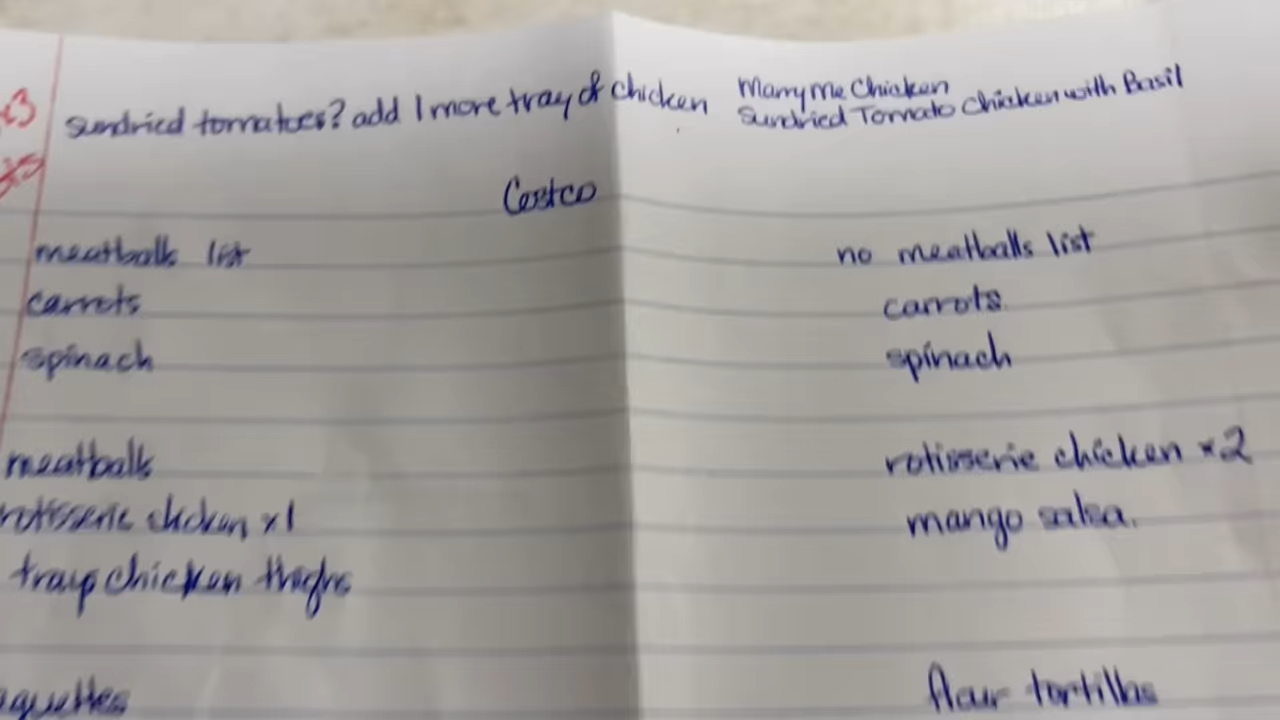 sundried tomatoes? add 1 more tray of chicken
Marry me Chicken
Sundried Tomato Chicken with Basil
Costco
meatballs list
carrots
spinach
meatballs
rotisserie chicken x1
tray chicken thighs
no meatballs list
carrots
spinach
rotisserie chicken x2
mango salsa.
flour tortillas